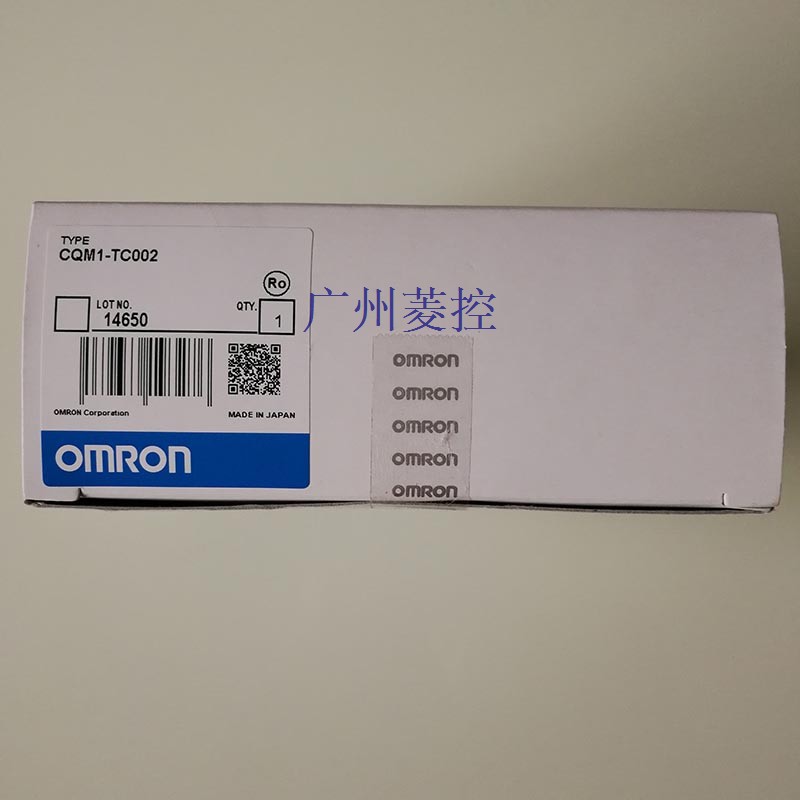 TYPE
CQM1-TC002
Ro
LOT NO.
14650
QTY.
1
广州菱控
OMRON Corporation
MADE IN JAPAN
OMRON
OMRON
OMRON
OMRON
OMRON
OMRON